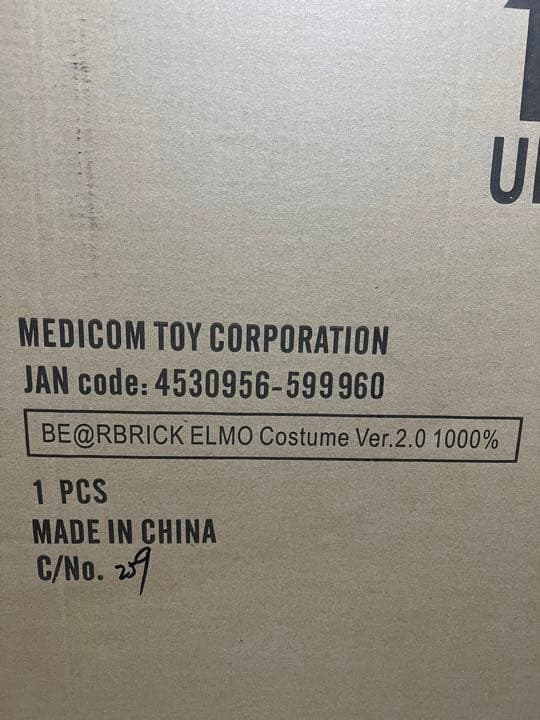 MEDICOM TOY CORPORATION
JAN code: 4530956-599960
BE@RBRICK ELMO Costume Ver.2.0 1000%
1 PCS
MADE IN CHINA
C/No. 259